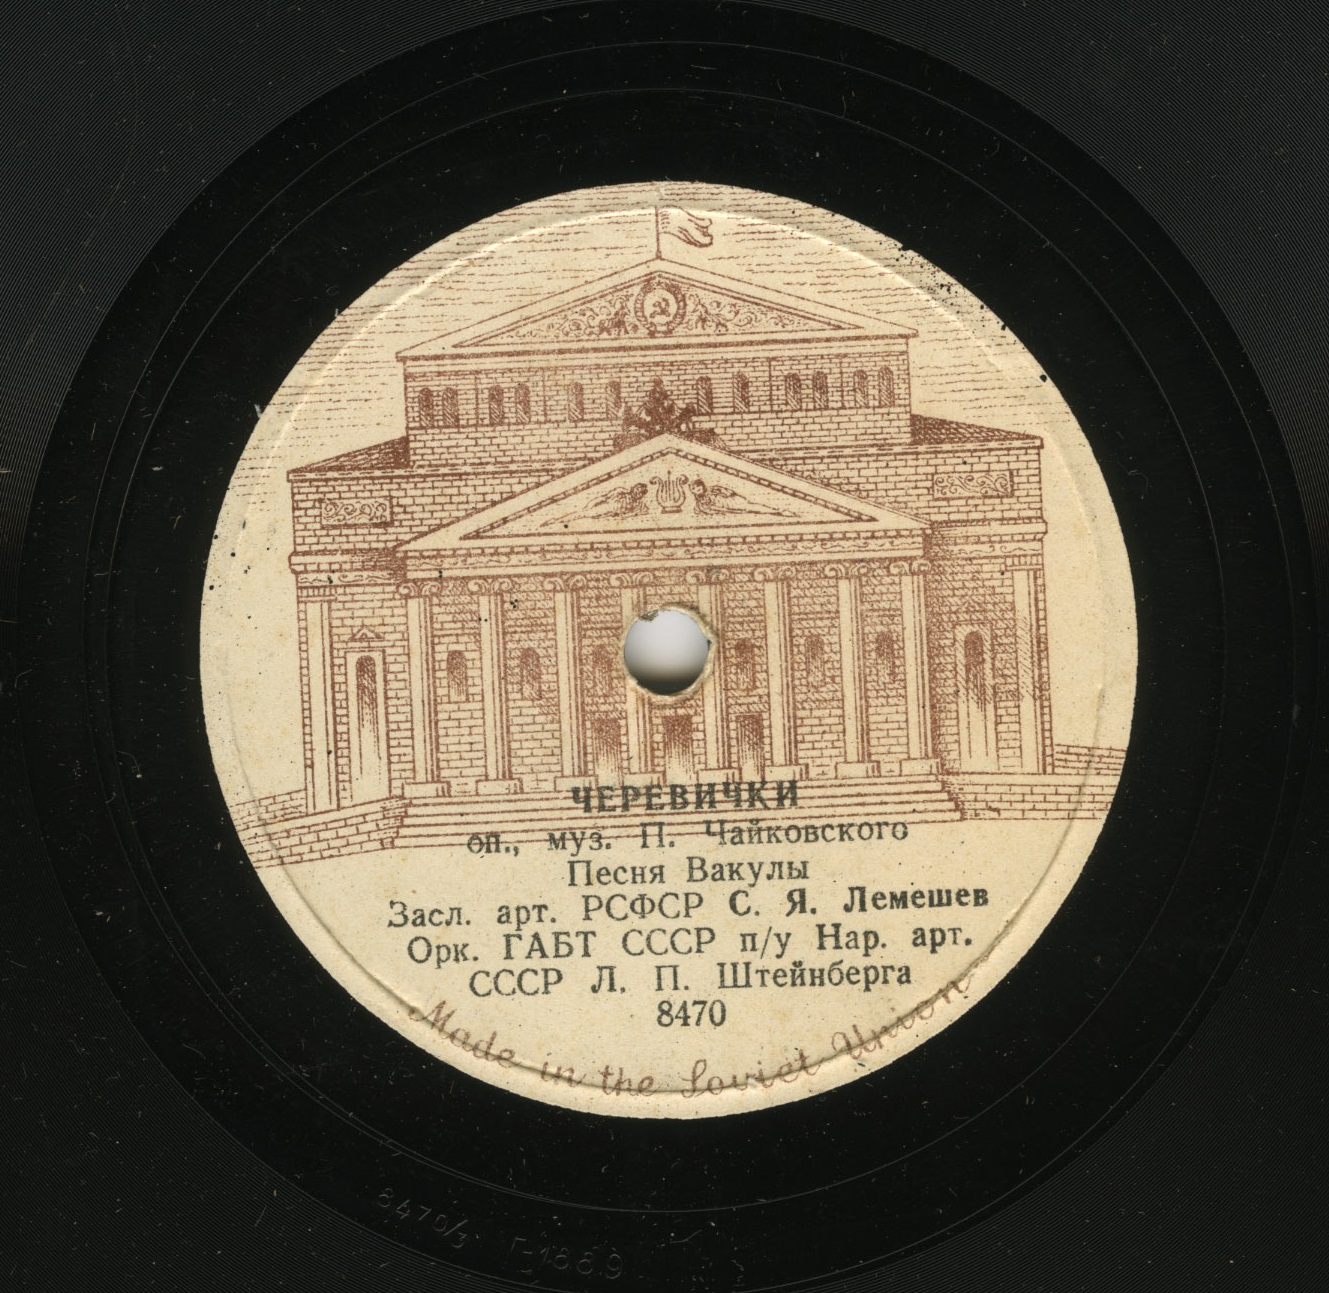 ЧЕРЕВИЧКИ
оп., муз. П. Чайковского
Песня Вакулы
Засл. арт. РСФСР С. Я. Лемешев
Орк. ГАБТ СССР п/у Нар. арт.
СССР Л. П. Штейнберга
8470
Made in the Soviet Union
8470/3 Г-1889